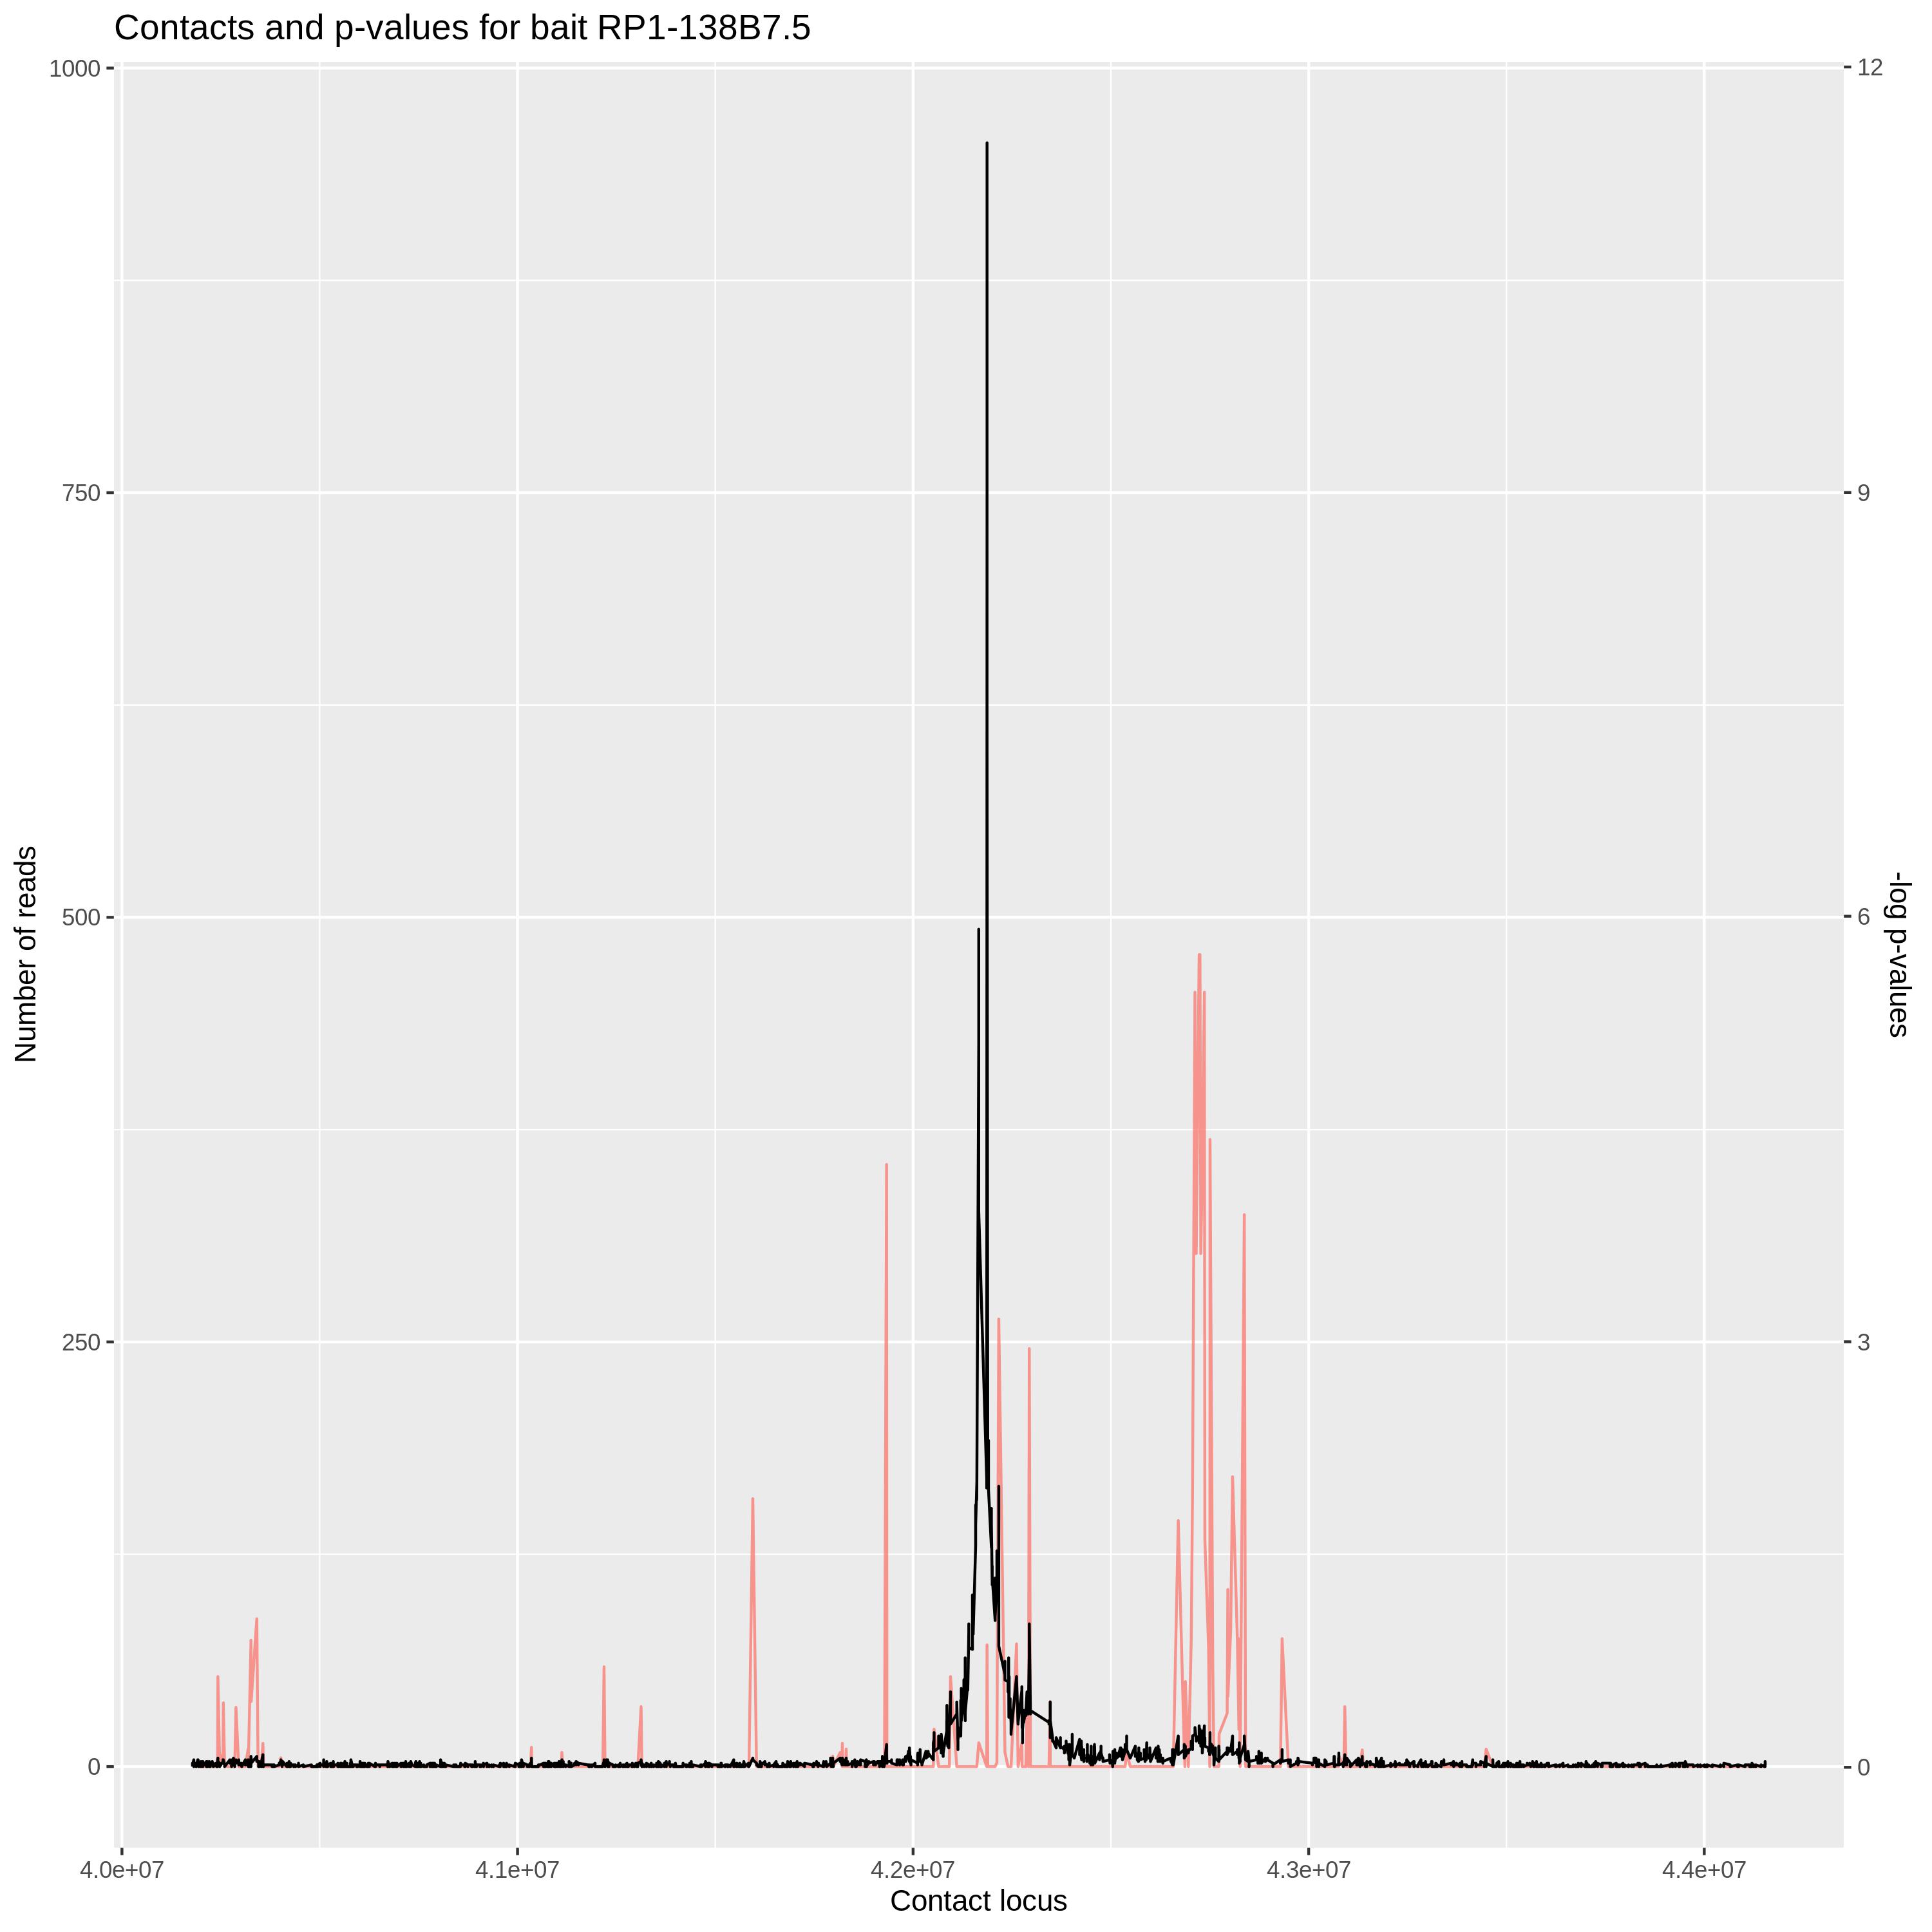 Contacts and p-values for bait RP1-138B7.5
1000
750
500
250
0
Number of reads
12
9
6
3
0
-log p-values
4.0e+07
4.1e+07
4.2e+07
4.3e+07
4.4e+07
Contact locus